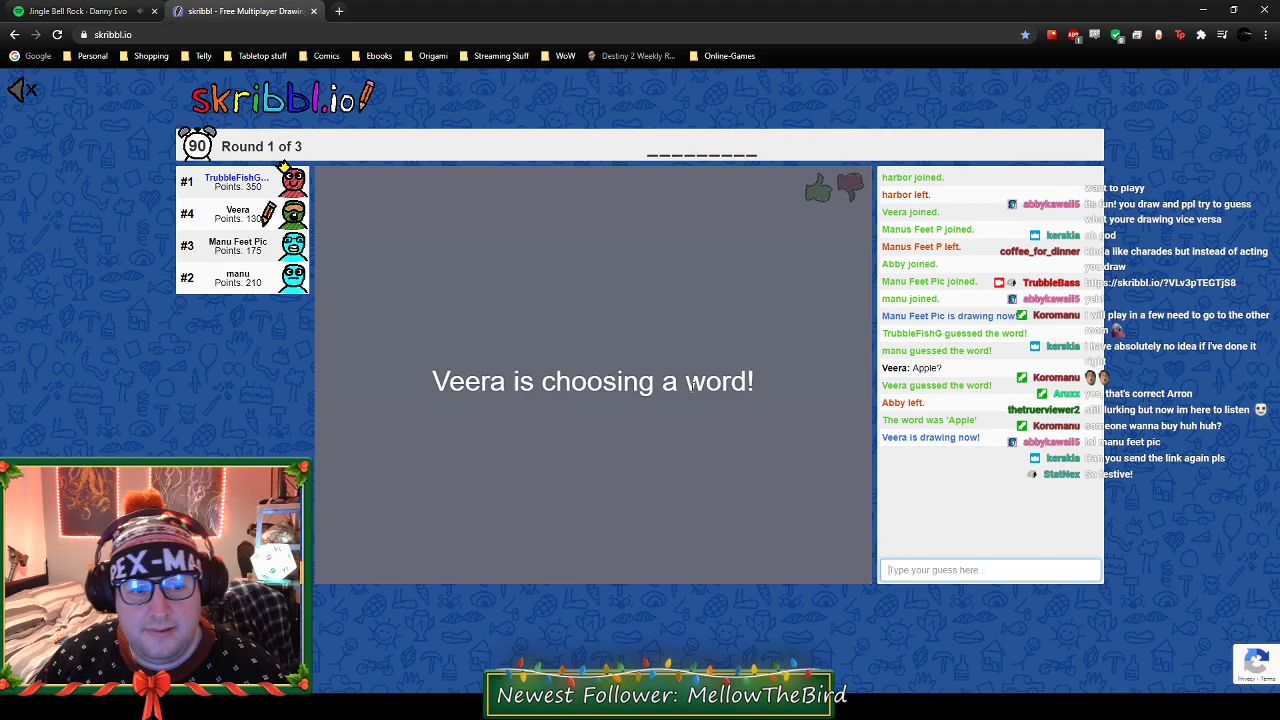 Jingle Bell Rock · Danny Evo
skribbl - Free Multiplayer Drawin
skribbl.io
Google Personal Shopping Telly Tabletop stuff Comics Ebooks Origami Streaming Stuff WoW Destiny 2 Weekly R... Online-Games
skribbl.io
90 Round 1 of 3
_________
#1 TrubbleFishG...
Points: 350
#4 Veera
Points: 130
#3 Manu Feet Pic
Points: 175
#2 manu
Points: 210
Veera is choosing a word!
harbor joined.
harbor left.
Veera joined.
Manus Feet P joined.
Manus Feet P left.
Abby joined.
Manu Feet Pic joined.
manu joined.
Manu Feet Pic is drawing now!
TrubbleFishG guessed the word!
manu guessed the word!
Veera: Apple?
Veera guessed the word!
Abby left.
The word was 'Apple'
Veera is drawing now!
Type your guess here...
want to playy
abbykawaii5 its fun! you draw and ppl try to guess
what youre drawing vice versa
kerskia oh god
coffee_for_dinner kinda like charades but instead of acting
you draw
TrubbleBass https://skribbl.io/?VLv3pTEGTjS8
abbykawaii5 yeh!
Koromanu i will play in a few need to go to the other
room
kerskia i have absolutely no idea if i've done it
right
Koromanu
Aruxx yes, that's correct Arron
thetruerviewer2 still lurking but now im here to listen
Koromanu someone wanna buy huh huh?
abbykawaii5 lol manu feet pic
kerskia Can you send the link again pls
StatNex So festive!
PEX-MA
Newest Follower: MellowTheBird
Privacy - Terms